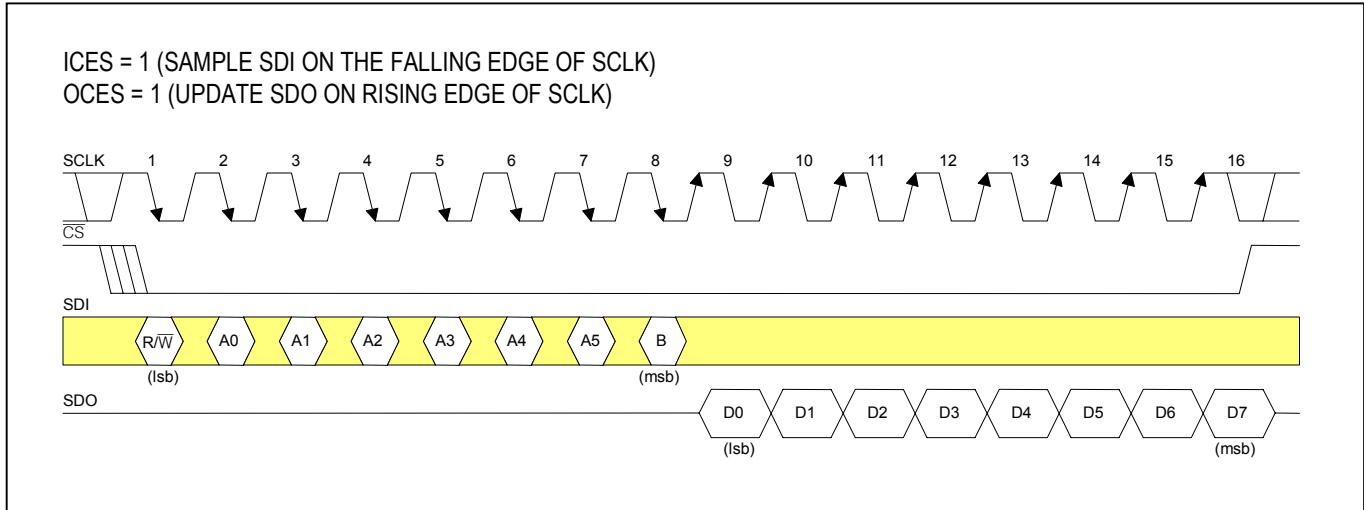 ICES = 1 (SAMPLE SDI ON THE FALLING EDGE OF SCLK)
OCES = 1 (UPDATE SDO ON RISING EDGE OF SCLK)
SCLK 1 2 3 4 5 6 7 8 9 10 11 12 13 14 15 16
C̅S̅
SDI
R/W̅ A0 A1 A2 A3 A4 A5 B
(lsb) (msb)
SDO
D0 D1 D2 D3 D4 D5 D6 D7
(lsb) (msb)